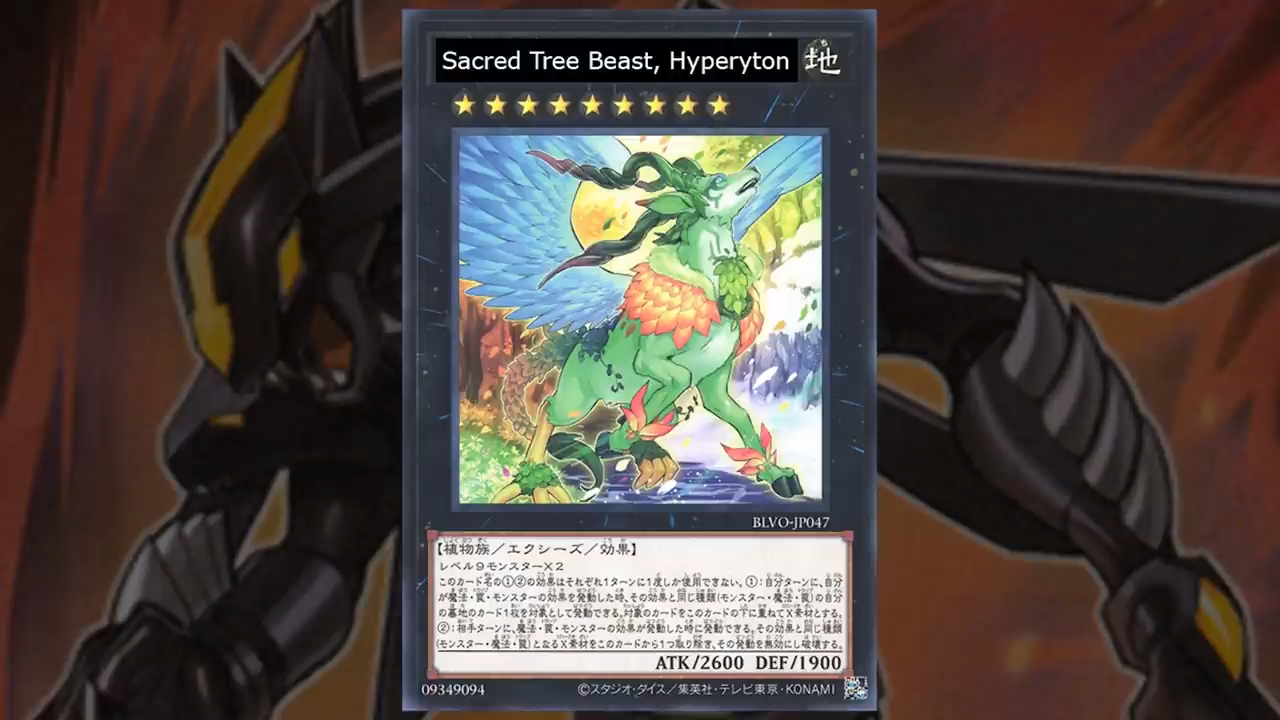 Sacred Tree Beast, Hyperyton
地
BLVO-JP047
【植物族／エクシーズ／効果】
レベル９モンスター×２
このカード名の①②の効果はそれぞれ１ターンに１度しか使用できない。①：自分ターンに、自分
が魔法・罠・モンスターの効果を発動した時、その効果と同じ種類（モンスター・魔法・罠）の自分
の墓地のカード１枚を対象として発動できる。対象のカードをこのカードの下に重ねてＸ素材とする。
②：相手ターンに、魔法・罠・モンスターの効果が発動した時に発動できる。その効果と同じ種類
（モンスター・魔法・罠）となるＸ素材をこのカードから１つ取り除き、その発動を無効にし破壊する。
ATK/2600 DEF/1900
09349094 ©スタジオ・ダイス／集英社・テレビ東京・KONAMI